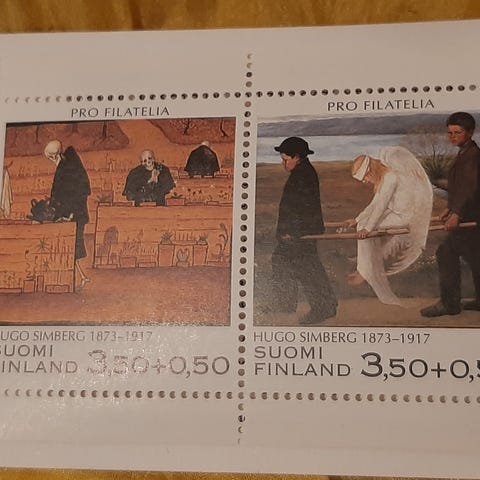 PRO FILATELIA
UGO SIMBERG 1873–1917
SUOMI
FINLAND 3,50+0,50
PRO FILATELIA
HUGO SIMBERG 1873–1917
SUOMI
FINLAND 3,50+0,5